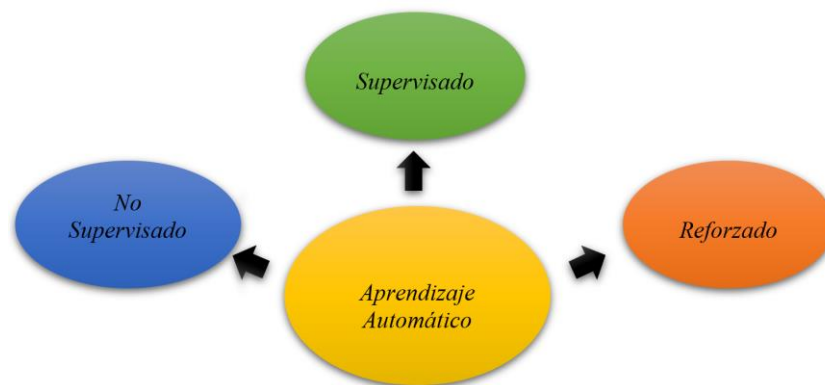 Supervisado
No
Supervisado
Reforzado
Aprendizaje
Automático